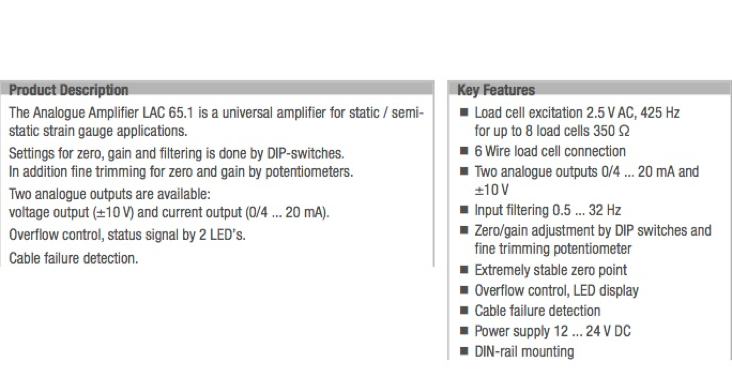 Product Description
The Analogue Amplifier LAC 65.1 is a universal amplifier for static / semi-
static strain gauge applications.
Settings for zero, gain and filtering is done by DIP-switches.
In addition fine trimming for zero and gain by potentiometers.
Two analogue outputs are available:
voltage output (±10 V) and current output (0/4 ... 20 mA).
Overflow control, status signal by 2 LED's.
Cable failure detection.
Key Features
■ Load cell excitation 2.5 V AC, 425 Hz
for up to 8 load cells 350 Ω
■ 6 Wire load cell connection
■ Two analogue outputs 0/4 ... 20 mA and
±10 V
■ Input filtering 0.5 ... 32 Hz
■ Zero/gain adjustment by DIP switches and
fine trimming potentiometer
■ Extremely stable zero point
■ Overflow control, LED display
■ Cable failure detection
■ Power supply 12 ... 24 V DC
■ DIN-rail mounting